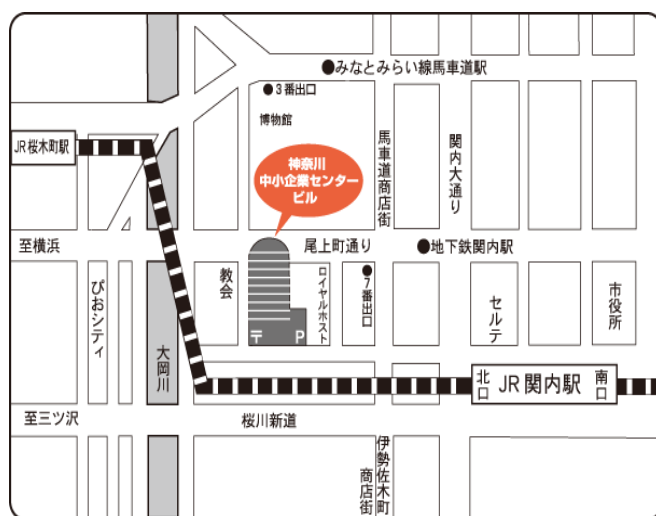 ●みなとみらい線馬車道駅
●3番出口
博物館
JR桜木町駅
神奈川
中小企業センター
ビル
馬車道商店街
関内大通り
至横浜
尾上町通り
●地下鉄関内駅
ぴおシティ
教会
ロイヤルホスト
●7番出口
セルテ
市役所
大岡川
〒
P
北口
JR関内駅
南口
至三ツ沢
桜川新道
伊勢佐木町
商店街